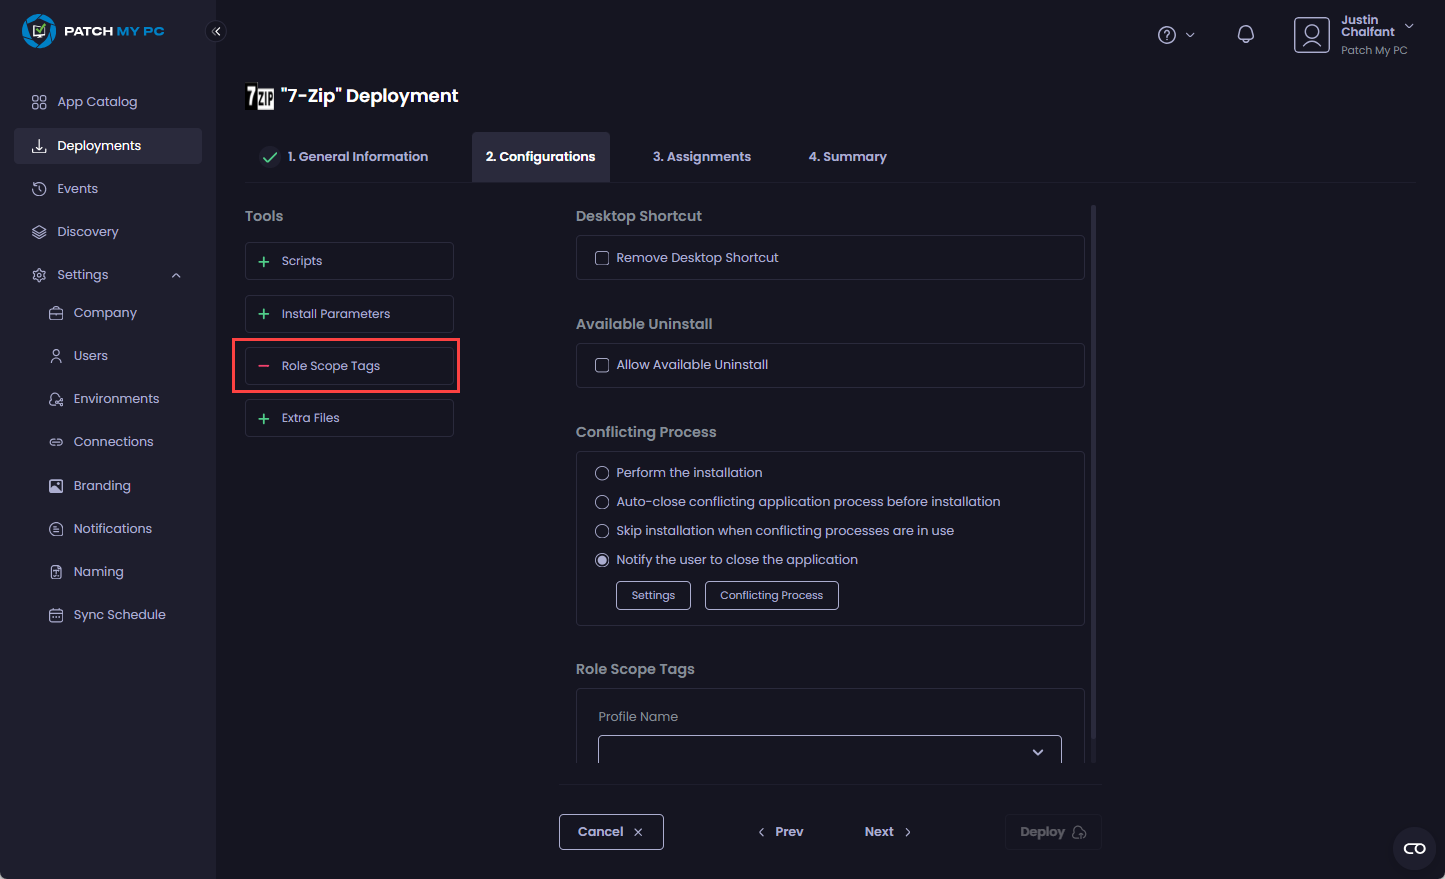 PATCH MY PC
Justin
Chalfant
Patch My PC
App Catalog
Deployments
Events
Discovery
Settings
Company
Users
Environments
Connections
Branding
Notifications
Naming
Sync Schedule
7ZIP "7-Zip" Deployment
1. General Information
2. Configurations
3. Assignments
4. Summary
Tools
Scripts
Install Parameters
Role Scope Tags
Extra Files
Desktop Shortcut
Remove Desktop Shortcut
Available Uninstall
Allow Available Uninstall
Conflicting Process
Perform the installation
Auto-close conflicting application process before installation
Skip installation when conflicting processes are in use
Notify the user to close the application
Settings
Conflicting Process
Role Scope Tags
Profile Name
Cancel
Prev
Next
Deploy